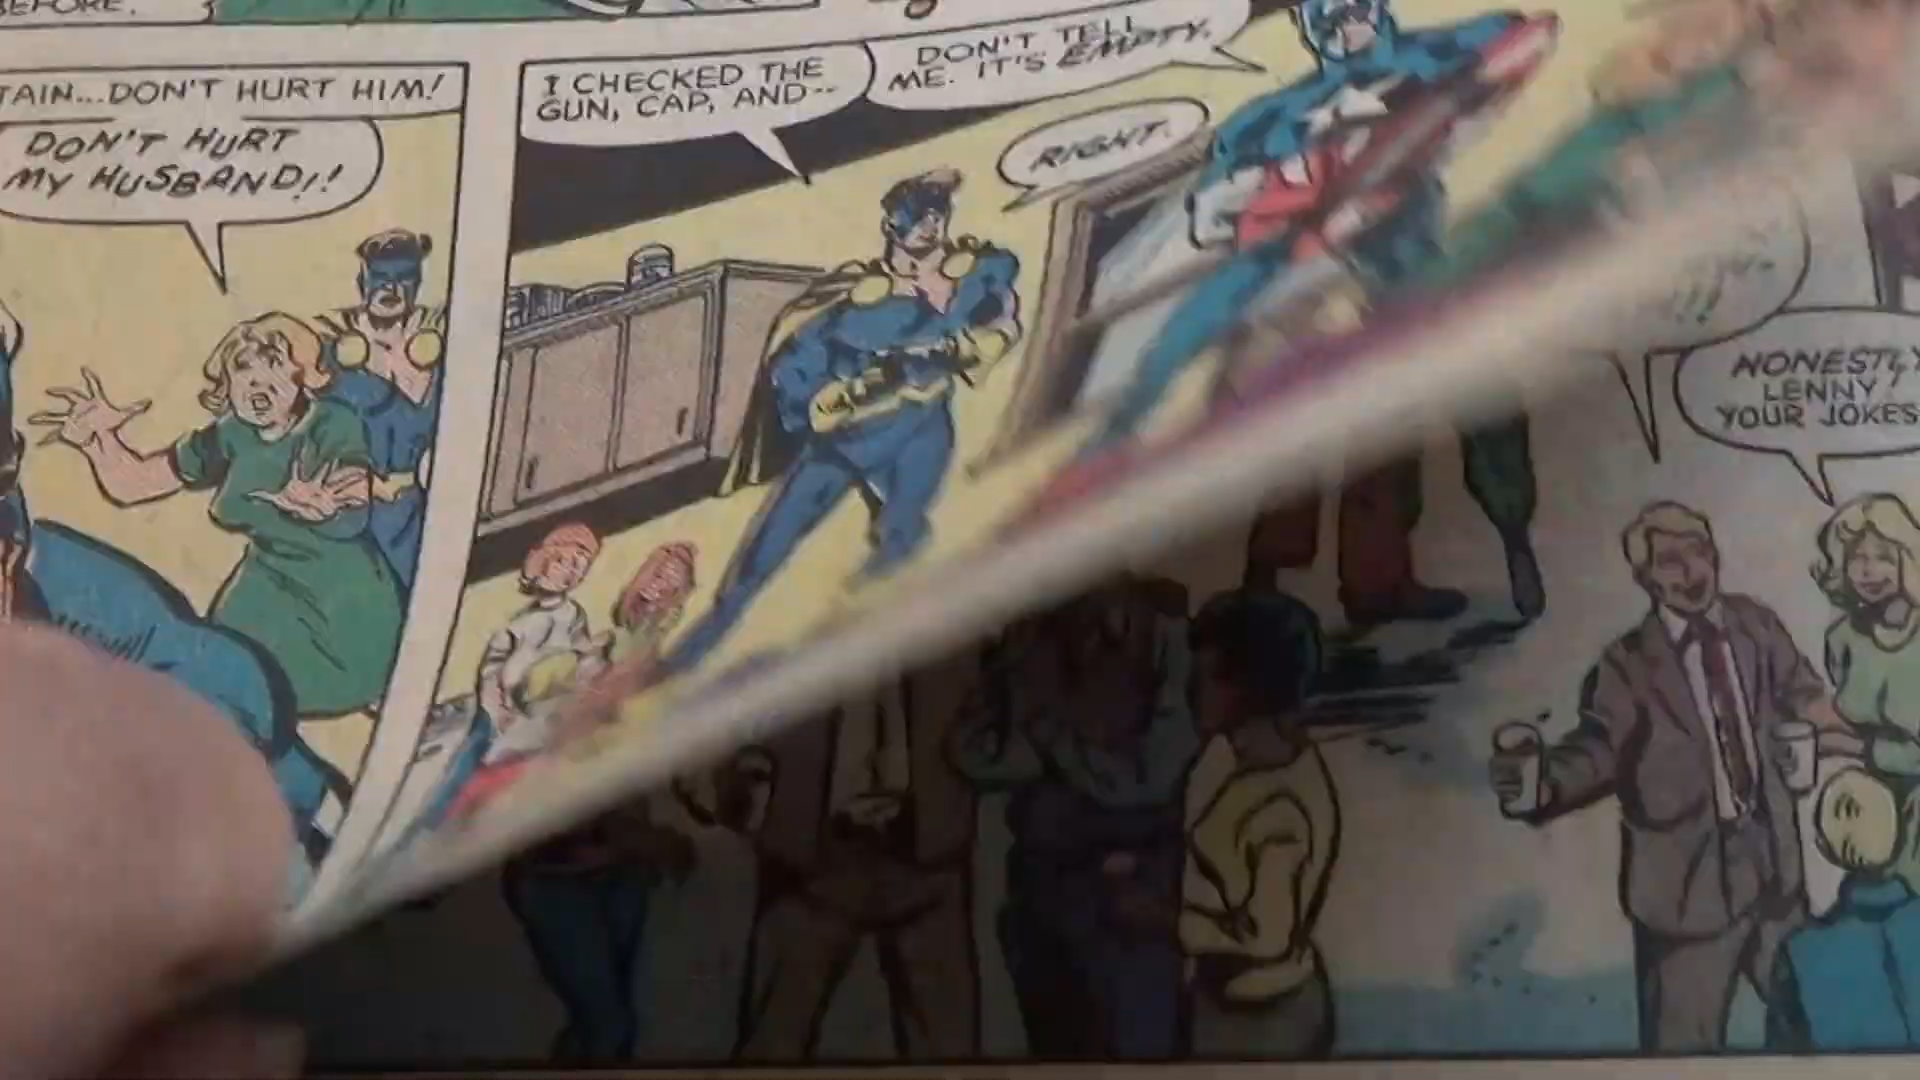 BEFORE.
TAIN...DON'T HURT HIM!
DON'T HURT
MY HUSBAND!!
I CHECKED THE
GUN, CAP, AND--
DON'T TELL
ME. IT'S EMPTY.
RIGHT.
HONESTLY
LENNY,
YOUR JOKES